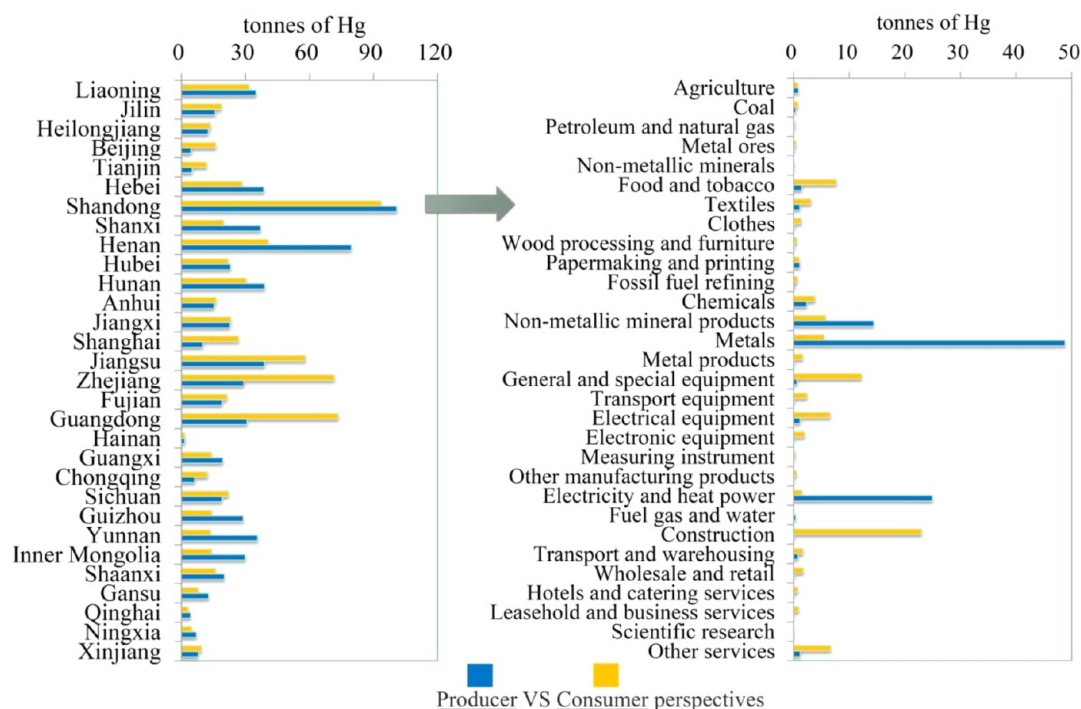 tonnes of Hg
0 30 60 90 120
Liaoning
Jilin
Heilongjiang
Beijing
Tianjin
Hebei
Shandong
Shanxi
Henan
Hubei
Hunan
Anhui
Jiangxi
Shanghai
Jiangsu
Zhejiang
Fujian
Guangdong
Hainan
Guangxi
Chongqing
Sichuan
Guizhou
Yunnan
Inner Mongolia
Shaanxi
Gansu
Qinghai
Ningxia
Xinjiang
tonnes of Hg
0 10 20 30 40 50
Agriculture
Coal
Petroleum and natural gas
Metal ores
Non-metallic minerals
Food and tobacco
Textiles
Clothes
Wood processing and furniture
Papermaking and printing
Fossil fuel refining
Chemicals
Non-metallic mineral products
Metals
Metal products
General and special equipment
Transport equipment
Electrical equipment
Electronic equipment
Measuring instrument
Other manufacturing products
Electricity and heat power
Fuel gas and water
Construction
Transport and warehousing
Wholesale and retail
Hotels and catering services
Leasehold and business services
Scientific research
Other services
Producer VS Consumer perspectives